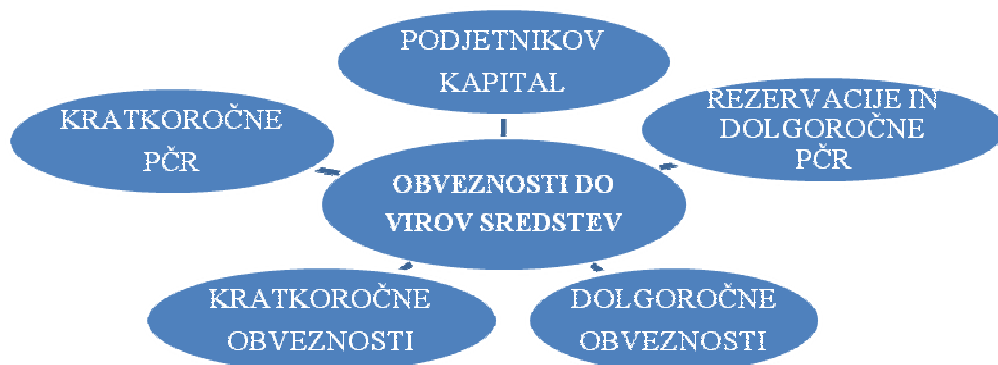 PODJETNIKOV
KAPITAL
KRATKOROČNE
PČR
REZERVACIJE IN
DOLGOROČNE
PČR
OBVEZNOSTI DO
VIROV SREDSTEV
KRATKOROČNE
OBVEZNOSTI
DOLGOROČNE
OBVEZNOSTI